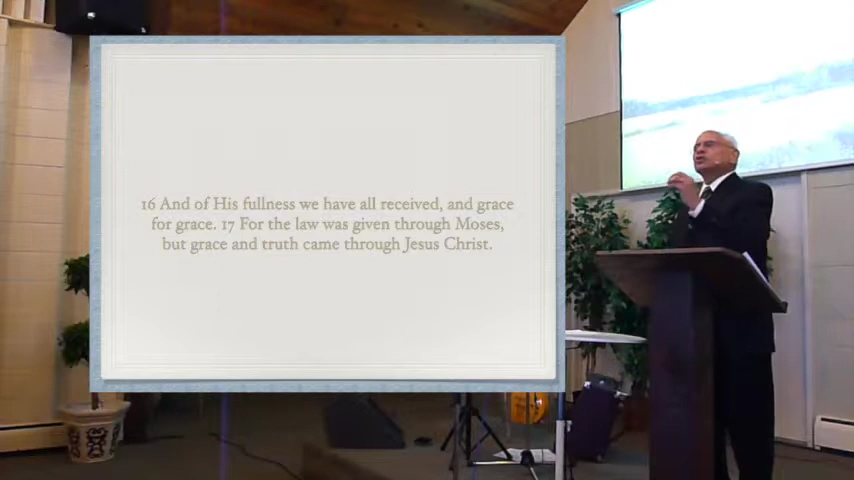 16 And of His fullness we have all received, and grace
for grace. 17 For the law was given through Moses,
but grace and truth came through Jesus Christ.